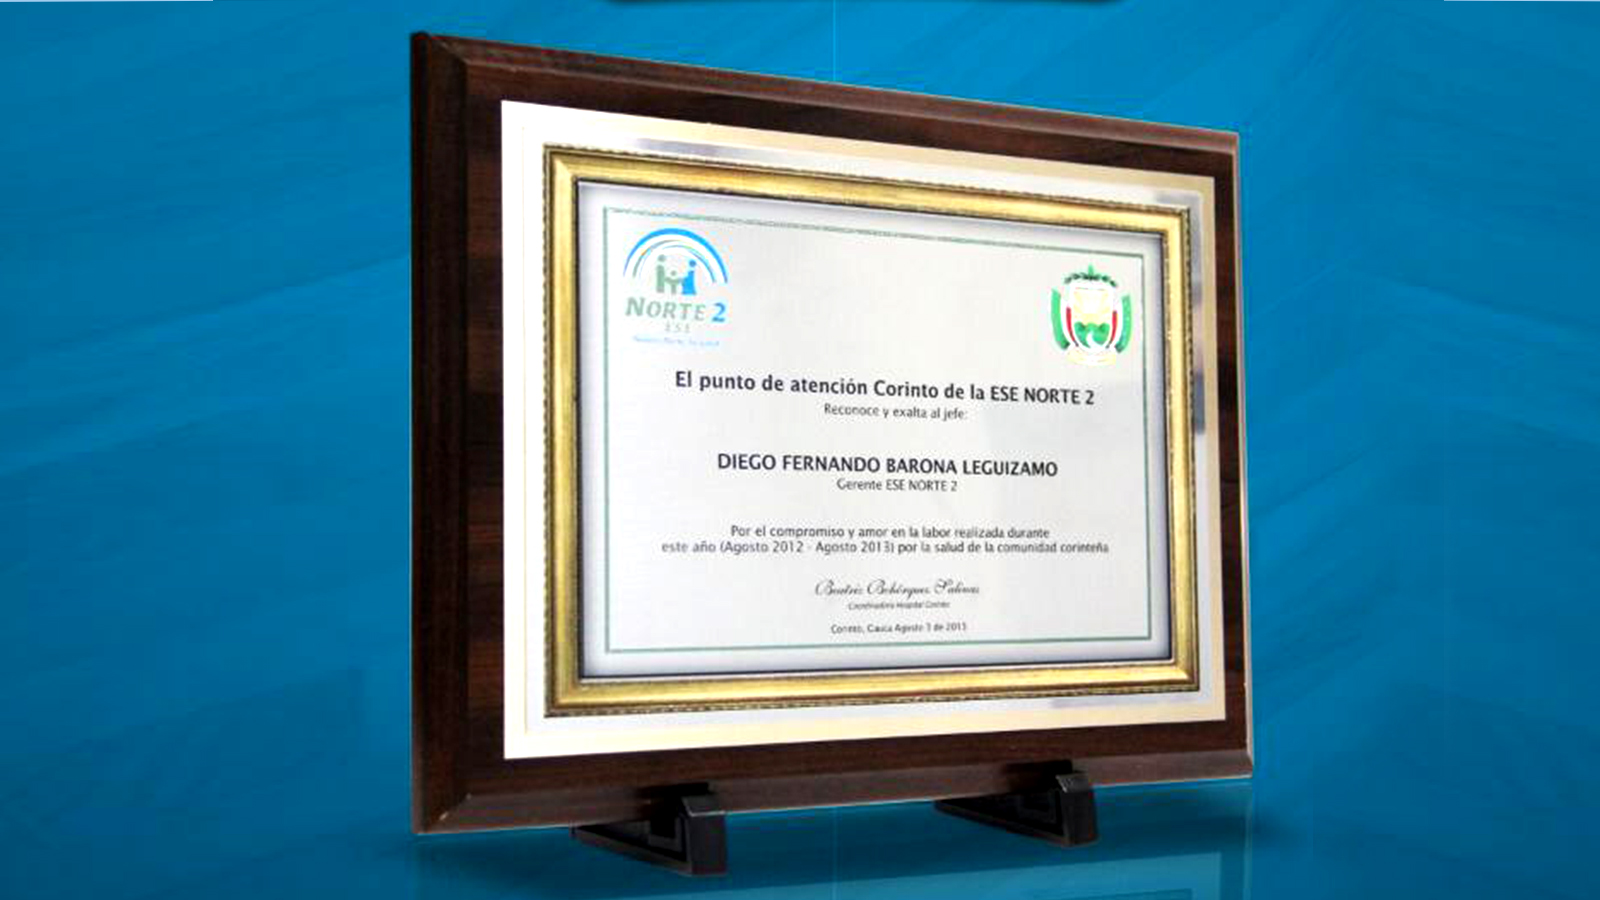 NORTE 2
ESE
El punto de atención Corinto de la ESE NORTE 2
Reconoce y exalta al jefe:
DIEGO FERNANDO BARONA LEGUIZAMO
Gerente ESE NORTE 2
Por el compromiso y amor en la labor realizada durante
este año (Agosto 2012 - Agosto 2013) por la salud de la comunidad corinteña
Beatriz Bohórquez Salinas
Coordinadora Hospital Corinto
Corinto, Cauca Agosto 3 de 2013